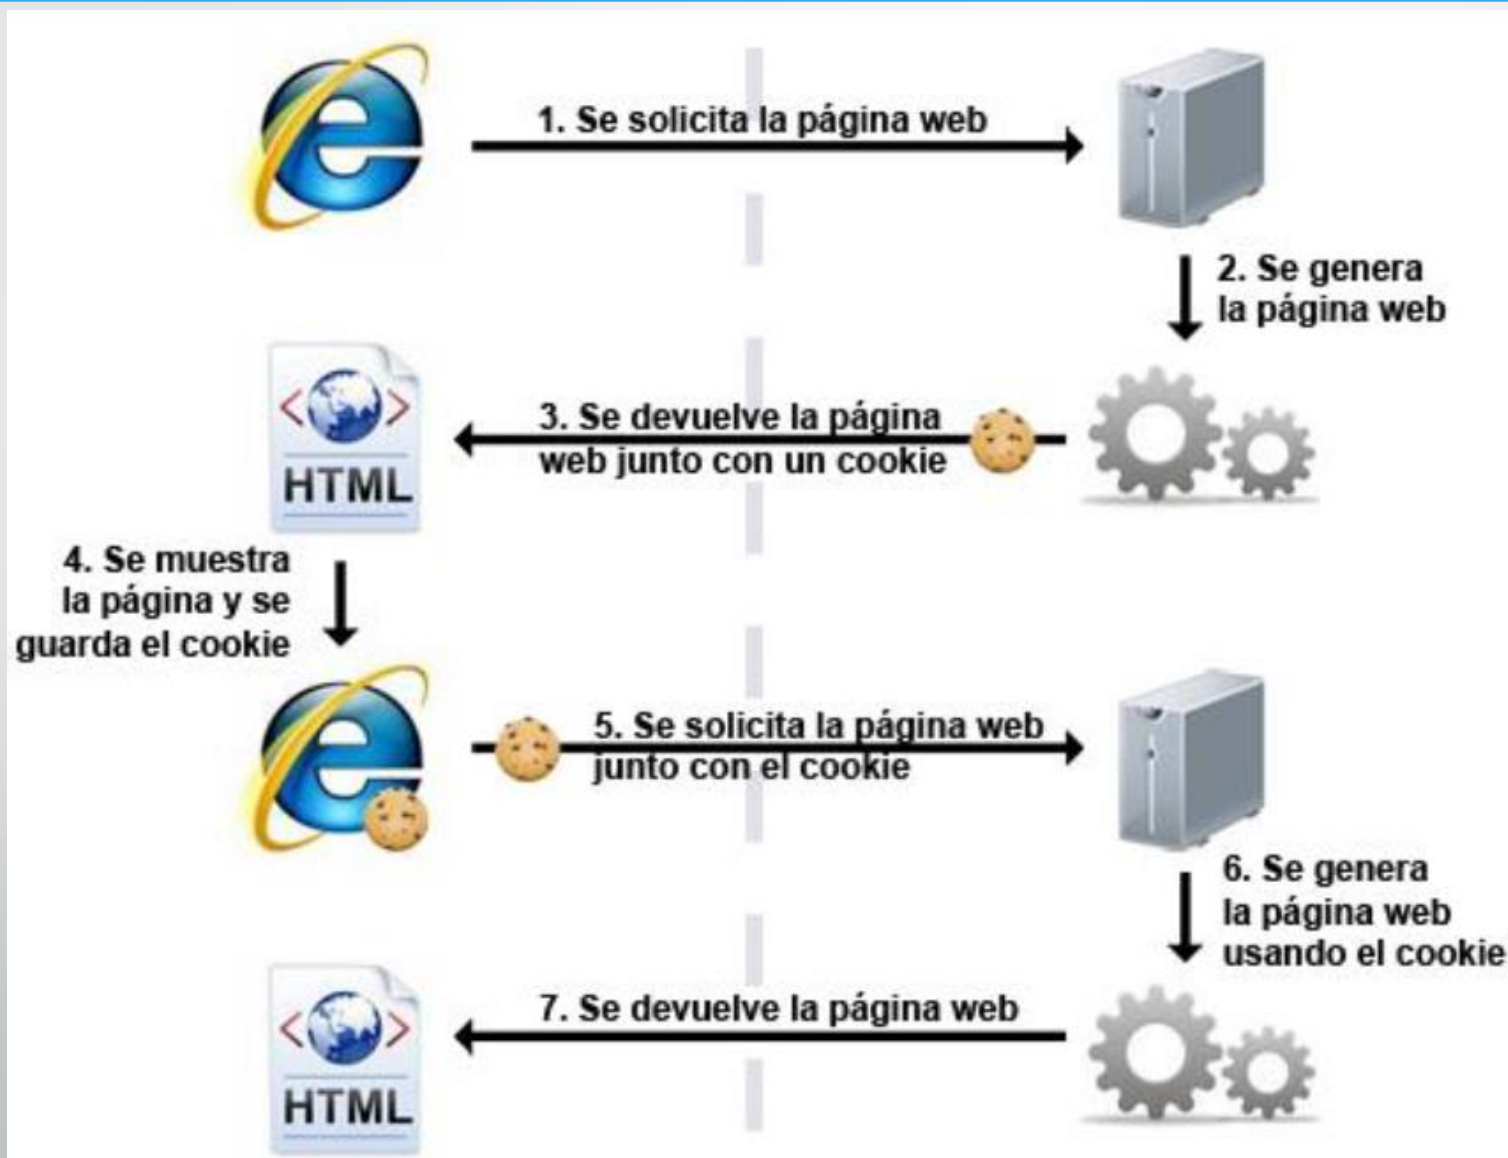 1. Se solicita la página web
2. Se genera
la página web
3. Se devuelve la página
web junto con un cookie
HTML
4. Se muestra
la página y se
guarda el cookie
5. Se solicita la página web
junto con el cookie
6. Se genera
la página web
usando el cookie
7. Se devuelve la página web
HTML